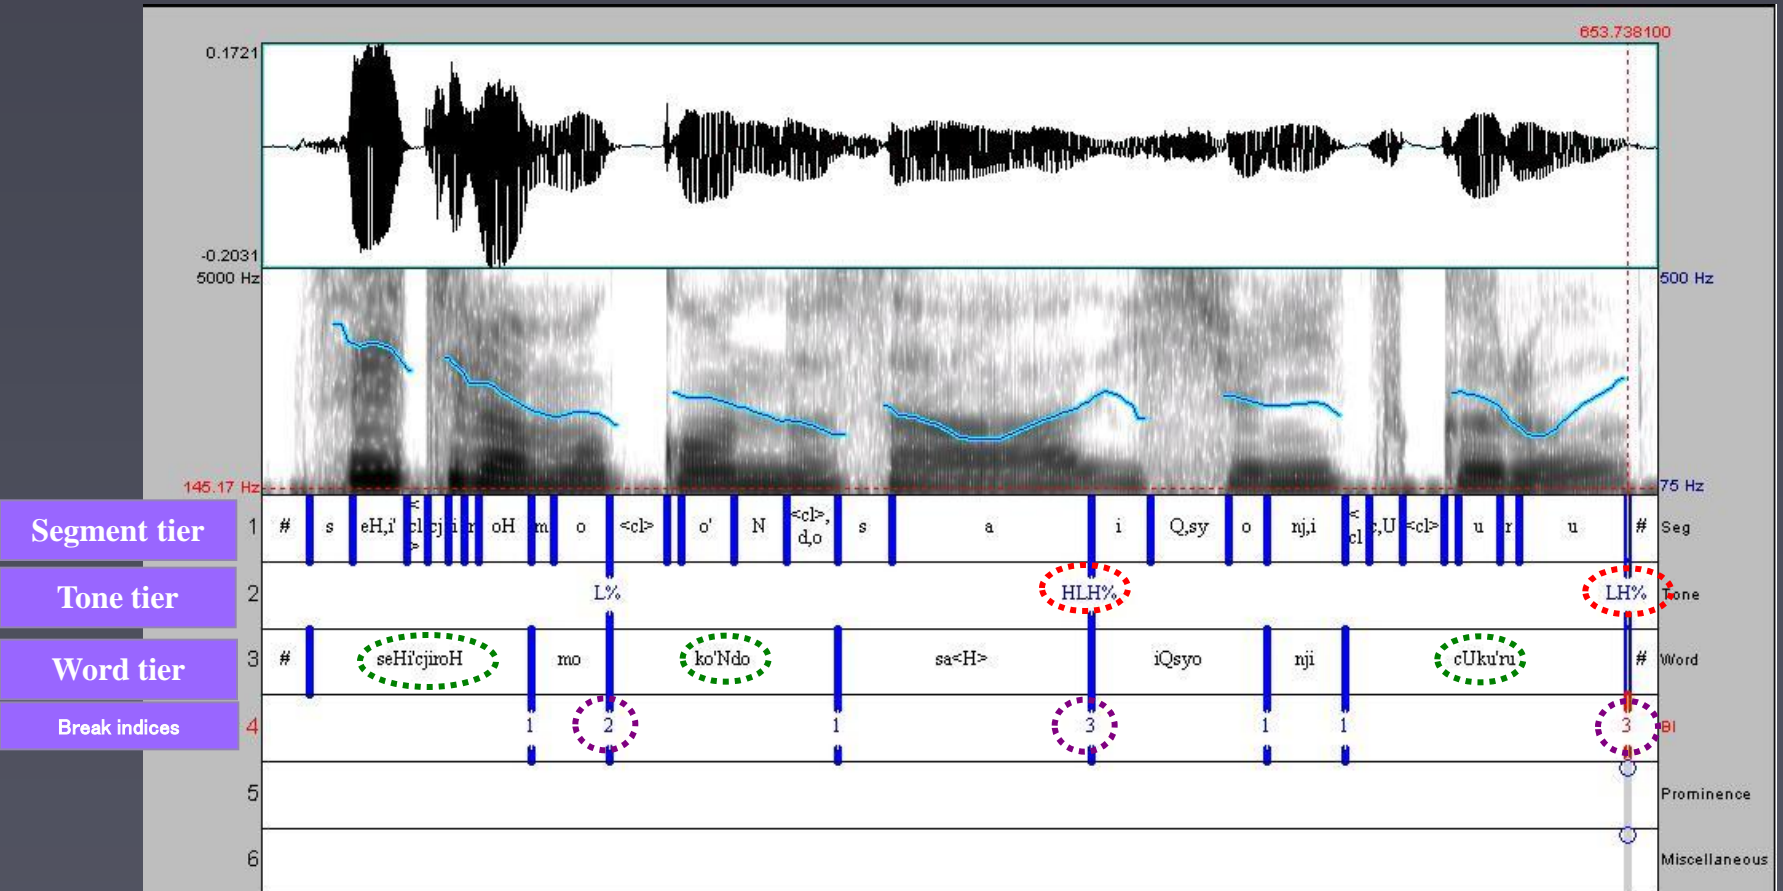 653.738100
0.1721
-0.2031
5000 Hz
500 Hz
145.17 Hz
75 Hz
Segment tier
1 # s eH,i' <cl> cj i r oH m o <cl> o' N <cl>,d,o s a i Q,sy o nj,i <cl c,U <cl> u r u # Seg
Tone tier
2 L% HLH% LH% Tone
Word tier
3 # seHi'cjiroH mo ko'Ndo sa<H> iQsyo nji cUku'ru # Word
Break indices
4 1 2 1 3 1 1 3 BI
5 Prominence
6 Miscellaneous